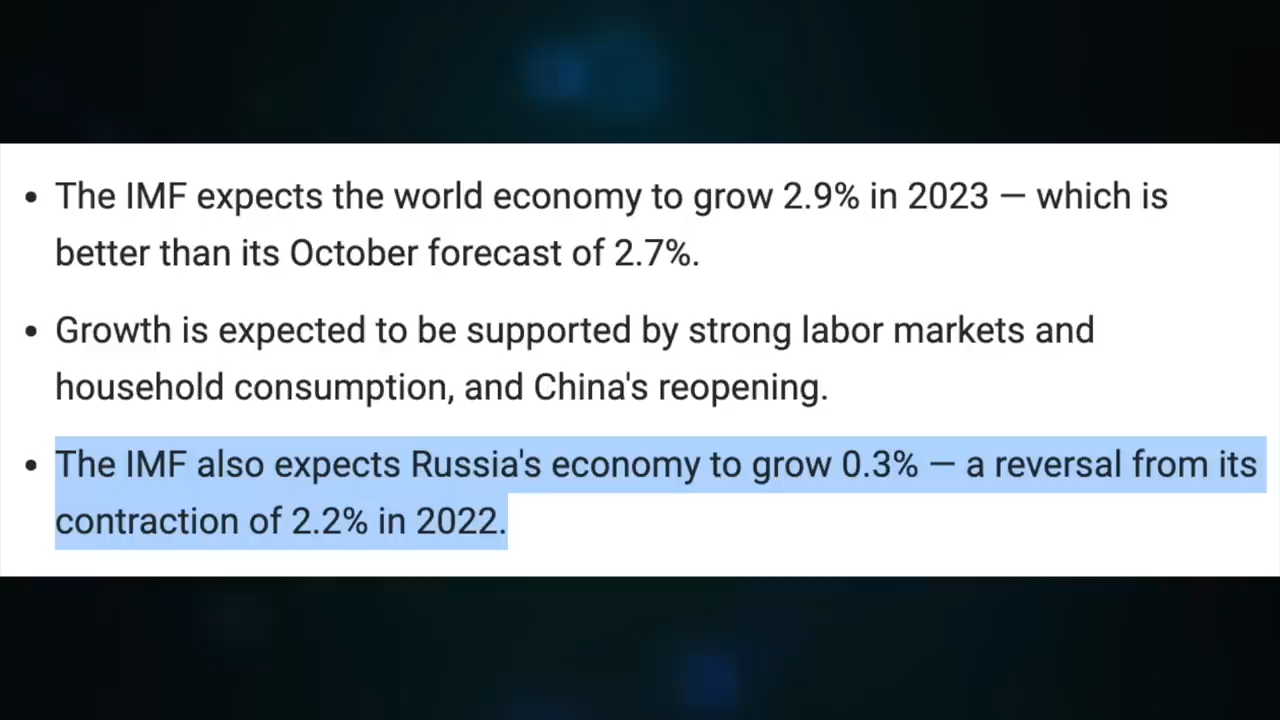 • The IMF expects the world economy to grow 2.9% in 2023 — which is
better than its October forecast of 2.7%.
• Growth is expected to be supported by strong labor markets and
household consumption, and China's reopening.
• The IMF also expects Russia's economy to grow 0.3% — a reversal from its
contraction of 2.2% in 2022.